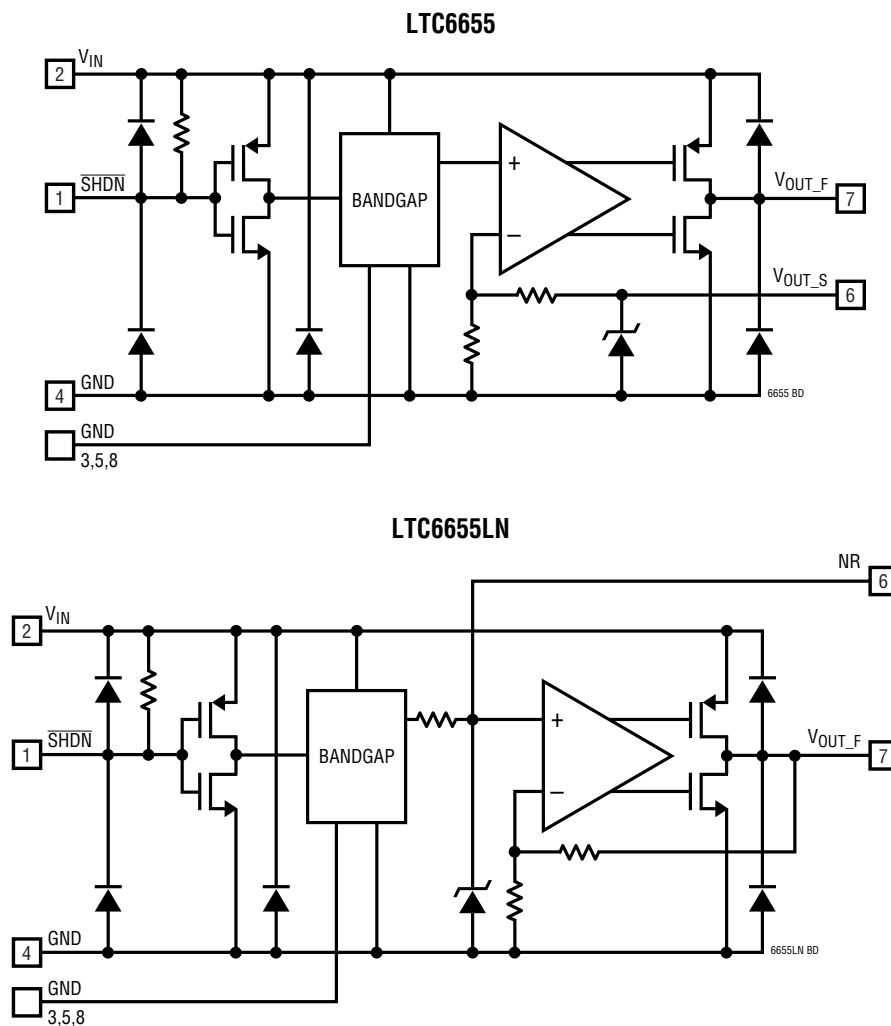 LTC6655
2
VIN
1
SHDN
BANDGAP
+
−
VOUT_F
7
VOUT_S
6
4
GND
6655 BD
GND
3,5,8
LTC6655LN
NR
6
2
VIN
1
SHDN
BANDGAP
+
−
VOUT_F
7
4
GND
6655LN BD
GND
3,5,8